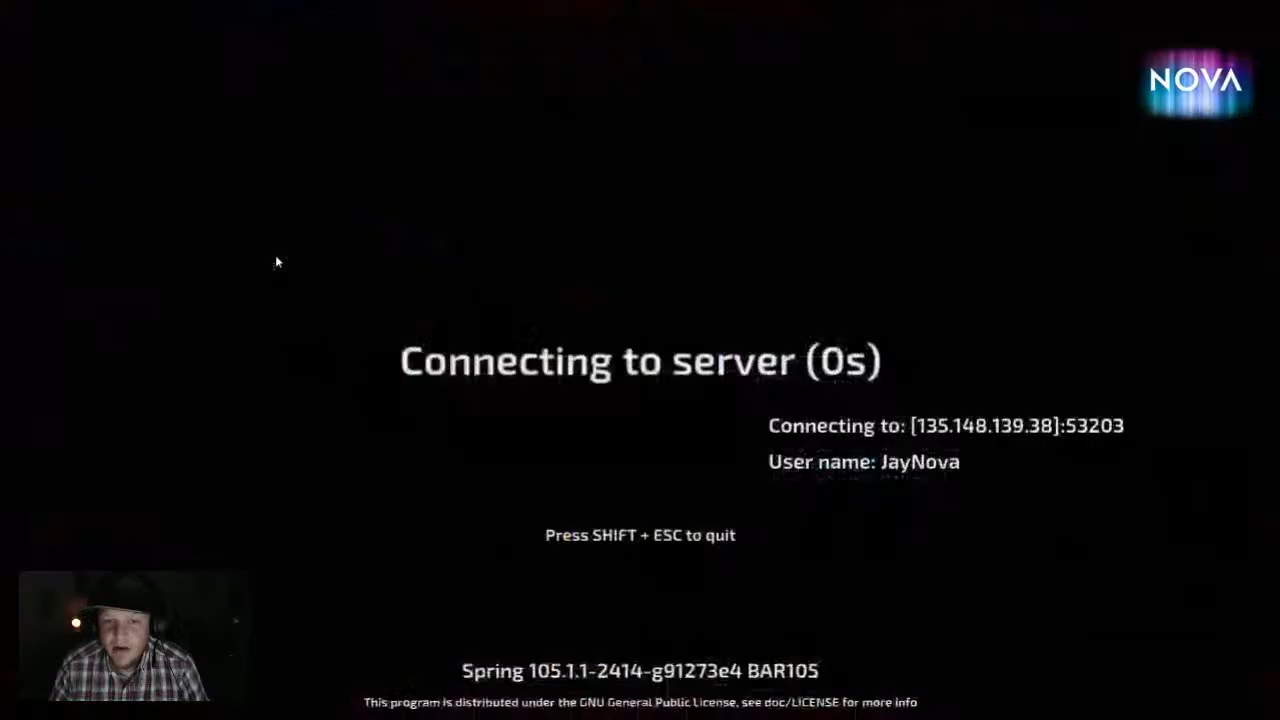 NOVA
Connecting to server (0s)
Connecting to: [135.148.139.38]:53203
User name: JayNova
Press SHIFT + ESC to quit
Spring 105.1.1-2414-g91273e4 BAR105
This program is distributed under the GNU General Public License, see doc/LICENSE for more info